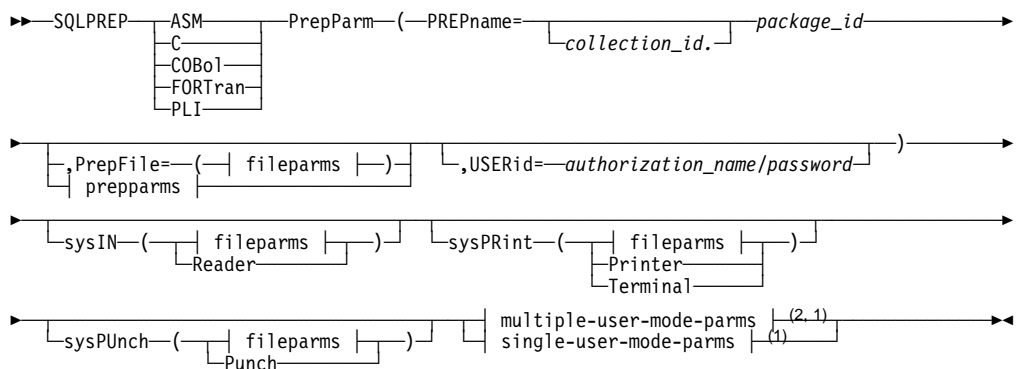 SQLPREP ASM PrepParm ( PREPname= package_id
C collection_id.
COBol
FORTran
PLI
,PrepFile= ( fileparms ) ,USERid= authorization_name/password )
prepparms
sysIN ( fileparms ) sysPRint ( fileparms )
Reader Printer
Terminal
sysPUnch ( fileparms ) multiple-user-mode-parms (2, 1)
Punch single-user-mode-parms (1)